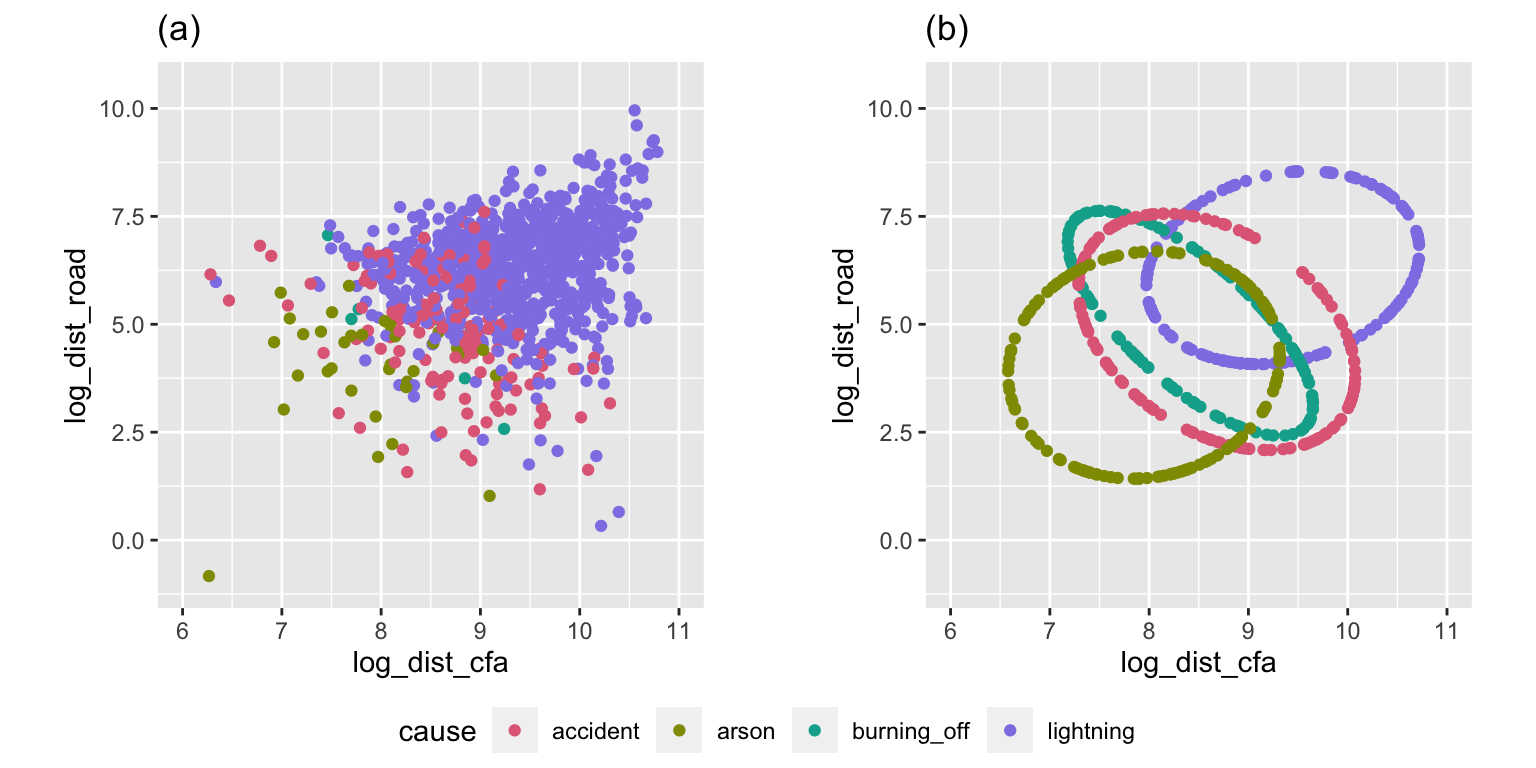 (a)
(b)
10.0
7.5
5.0
2.5
0.0
log_dist_road
6 7 8 9 10 11
log_dist_cfa
10.0
7.5
5.0
2.5
0.0
log_dist_road
6 7 8 9 10 11
log_dist_cfa
cause accident arson burning_off lightning